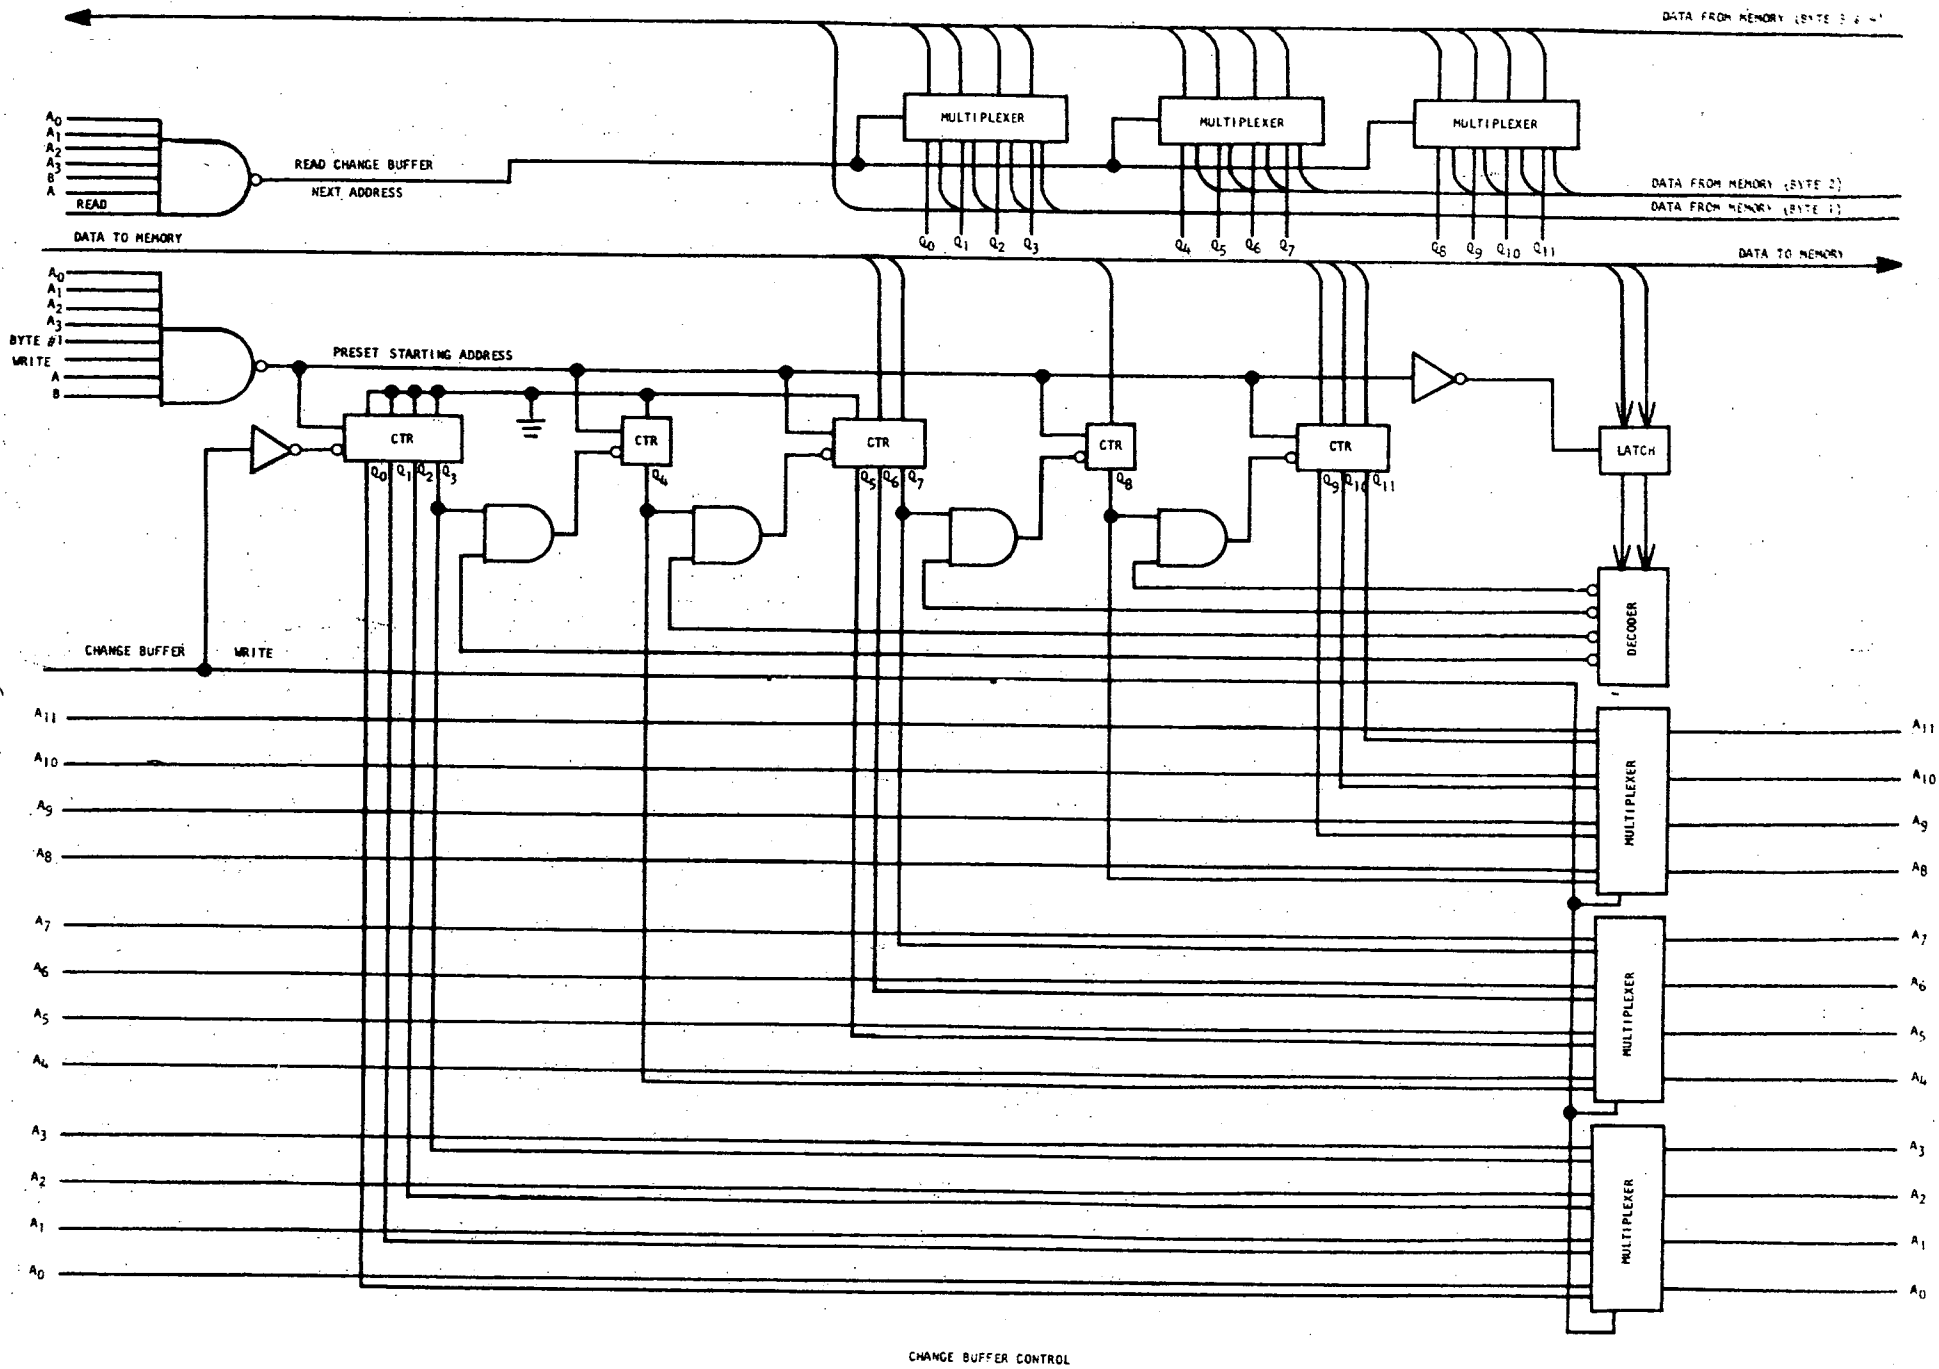 DATA FROM MEMORY (BYTE 3 & 4)
MULTIPLEXER
MULTIPLEXER
MULTIPLEXER
A0
A1
A2
A3
B
A
READ
READ CHANGE BUFFER
NEXT ADDRESS
DATA FROM MEMORY (BYTE 2)
DATA FROM MEMORY (BYTE 1)
Q0 Q1 Q2 Q3
Q4 Q5 Q6 Q7
Q8 Q9 Q10 Q11
DATA TO MEMORY
DATA TO MEMORY
A0
A1
A2
A3
BYTE #1
WRITE
A
B
PRESET STARTING ADDRESS
CTR
CTR
CTR
CTR
CTR
LATCH
Q0 Q1 Q2 Q3
Q4
Q5 Q6 Q7
Q8
Q9 Q10 Q11
DECODER
CHANGE BUFFER WRITE
A11
A10
A9
A8
MULTIPLEXER
A11
A10
A9
A8
A7
A6
A5
A4
MULTIPLEXER
A7
A6
A5
A4
A3
A2
A1
A0
MULTIPLEXER
A3
A2
A1
A0
CHANGE BUFFER CONTROL